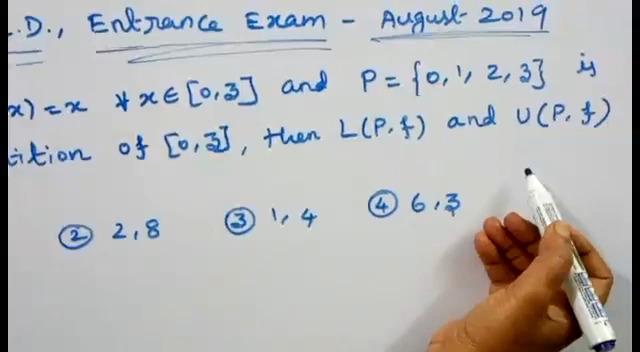 .D., Entrance Exam - August-2019
x) = x ∀ x ∈ [0,3] and P = {0, 1, 2, 3} is
tition of [0,3], then L(P,f) and U(P,f)
② 2,8 ③ 1, 4 ④ 6,3